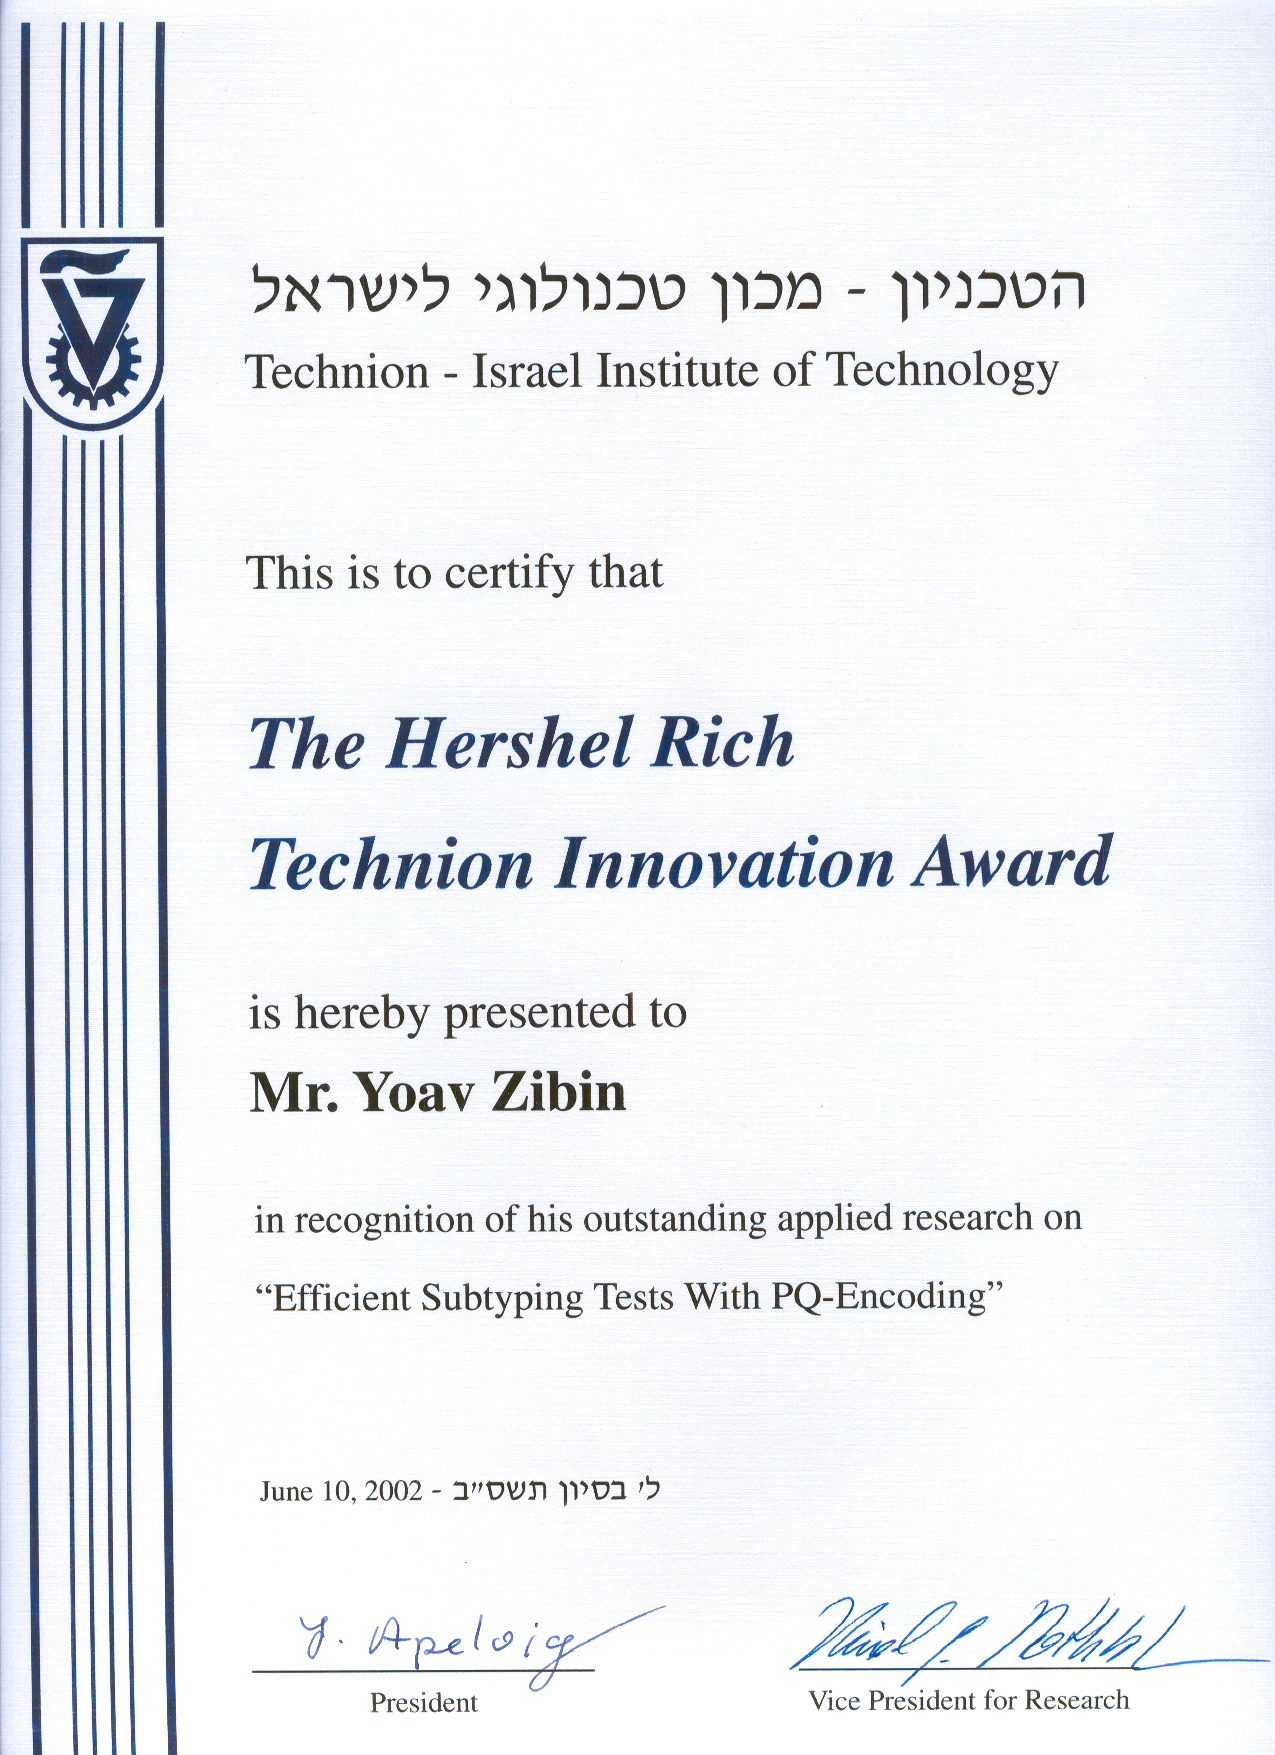 הטכניון - מכון טכנולוגי לישראל
Technion - Israel Institute of Technology
This is to certify that
The Hershel Rich
Technion Innovation Award
is hereby presented to
Mr. Yoav Zibin
in recognition of his outstanding applied research on
“Efficient Subtyping Tests With PQ-Encoding”
June 10, 2002 - ל' בסיון תשס"ב
Y. Apeloig
President
Vice President for Research